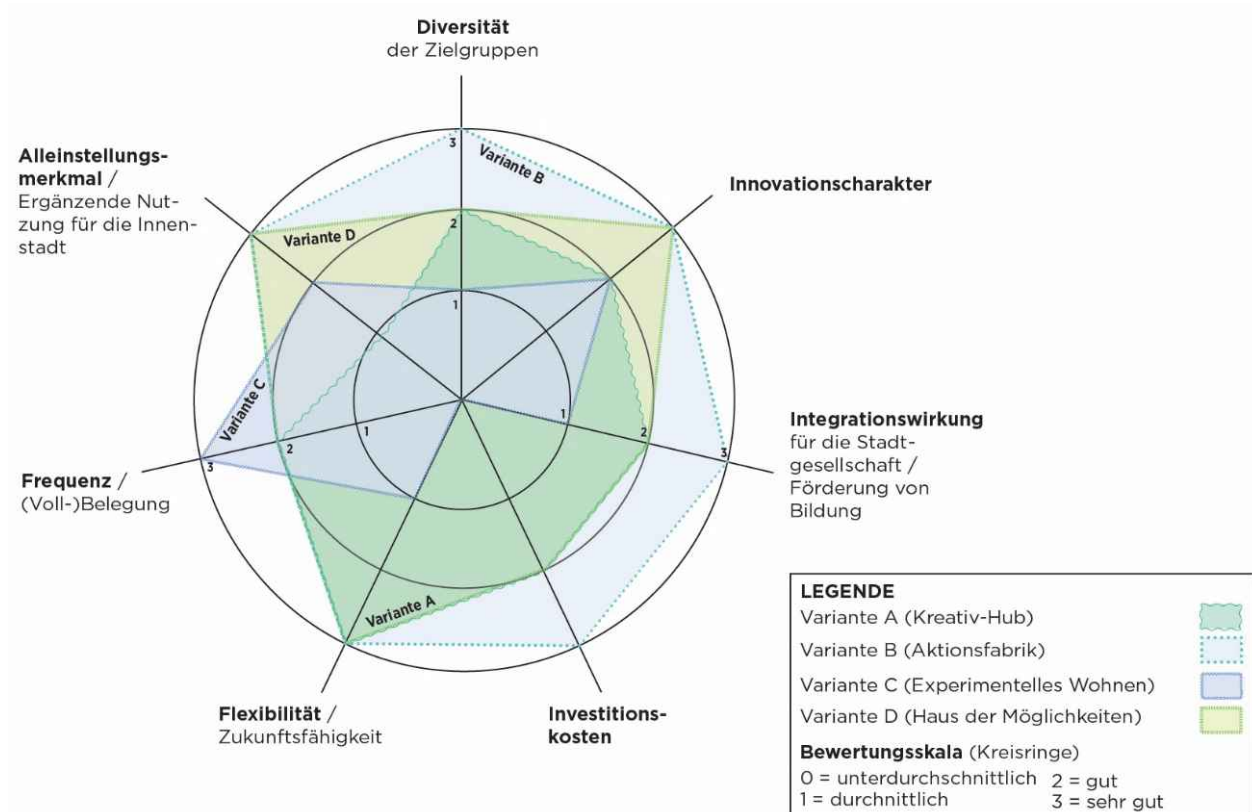 Diversität
der Zielgruppen
Alleinstellungs-
merkmal /
Ergänzende Nut-
zung für die Innen-
stadt
Innovationscharakter
3
Variante B
2
Variante D
1
Variante C
1
2
3
1
2
3
Frequenz /
(Voll-)Belegung
Integrationswirkung
für die Stadt-
gesellschaft /
Förderung von
Bildung
Variante A
Flexibilität /
Zukunftsfähigkeit
Investitions-
kosten
LEGENDE
Variante A (Kreativ-Hub)
Variante B (Aktionsfabrik)
Variante C (Experimentelles Wohnen)
Variante D (Haus der Möglichkeiten)
Bewertungsskala (Kreisringe)
0 = unterdurchschnittlich 2 = gut
1 = durchnittlich 3 = sehr gut